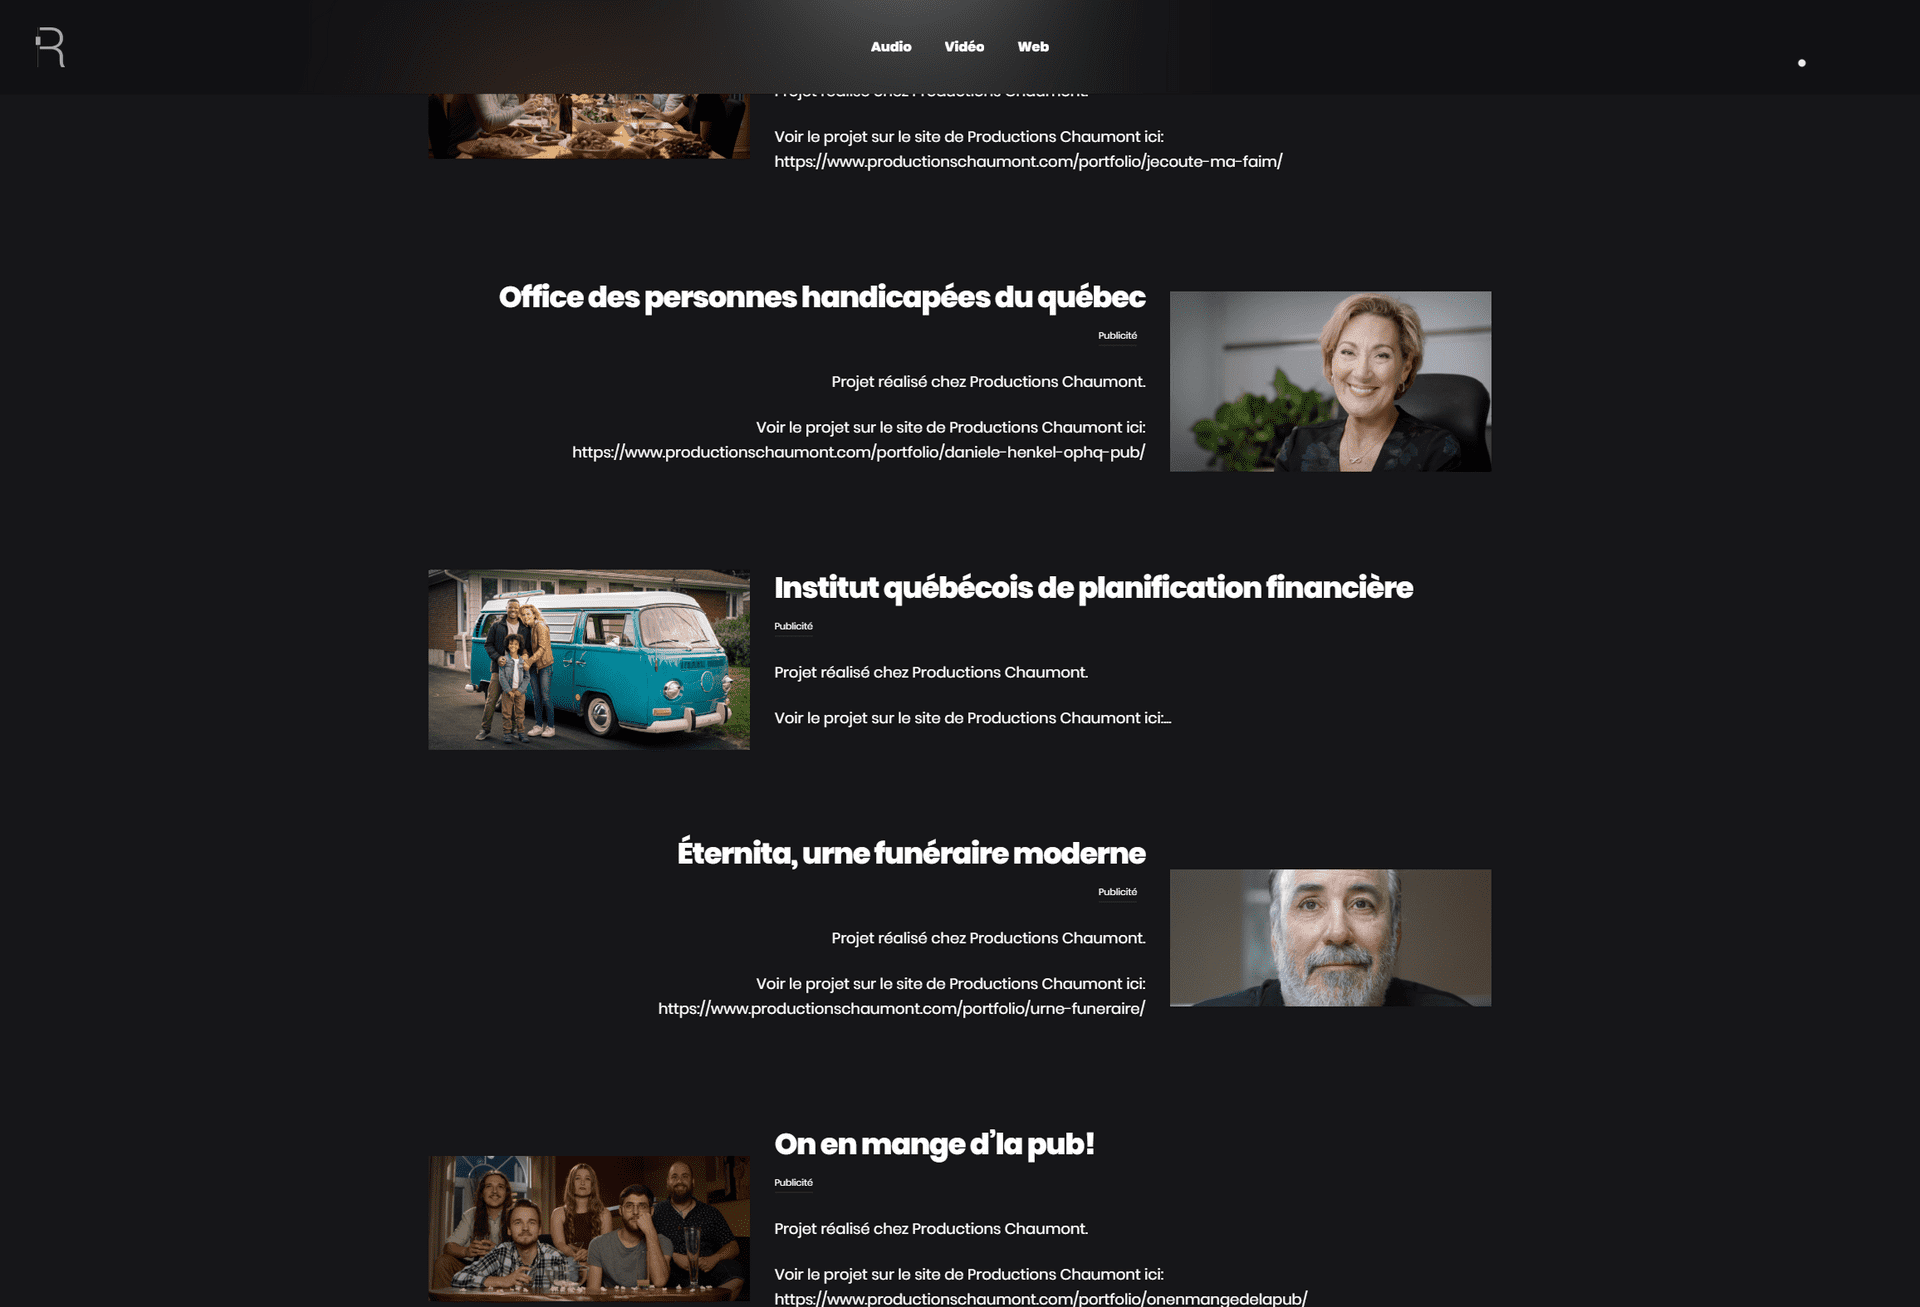 Audio Vidéo Web
Projet réalisé chez Productions Chaumont.
Voir le projet sur le site de Productions Chaumont ici:
https://www.productionschaumont.com/portfolio/jecoute-ma-faim/
Office des personnes handicapées du québec
Publicité
Projet réalisé chez Productions Chaumont.
Voir le projet sur le site de Productions Chaumont ici:
https://www.productionschaumont.com/portfolio/daniele-henkel-ophq-pub/
Institut québécois de planification financière
Publicité
Projet réalisé chez Productions Chaumont.
Voir le projet sur le site de Productions Chaumont ici:...
Éternita, urne funéraire moderne
Publicité
Projet réalisé chez Productions Chaumont.
Voir le projet sur le site de Productions Chaumont ici:
https://www.productionschaumont.com/portfolio/urne-funeraire/
On en mange d’la pub!
Publicité
Projet réalisé chez Productions Chaumont.
Voir le projet sur le site de Productions Chaumont ici:
https://www.productionschaumont.com/portfolio/onenmangedelapub/